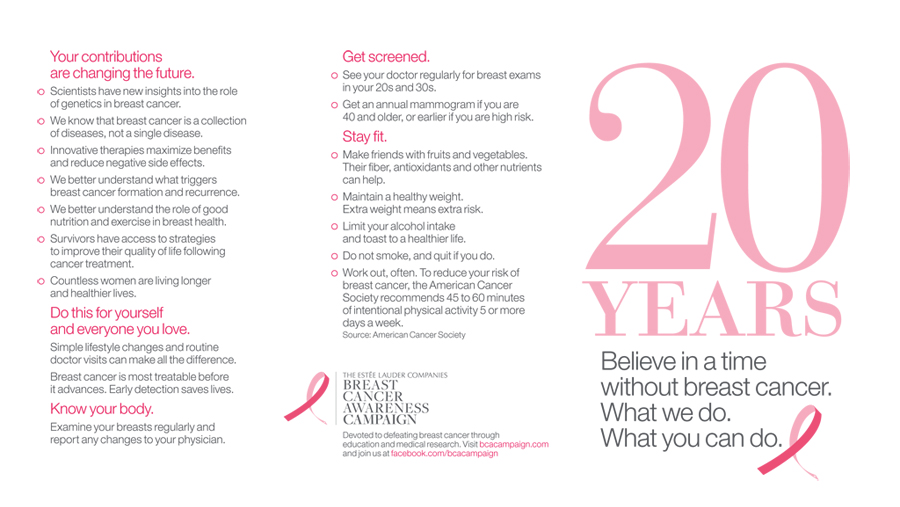 Your contributions
are changing the future.
Scientists have new insights into the role
of genetics in breast cancer.
We know that breast cancer is a collection
of diseases, not a single disease.
Innovative therapies maximize benefits
and reduce negative side effects.
We better understand what triggers
breast cancer formation and recurrence.
We better understand the role of good
nutrition and exercise in breast health.
Survivors have access to strategies
to improve their quality of life following
cancer treatment.
Countless women are living longer
and healthier lives.
Do this for yourself
and everyone you love.
Simple lifestyle changes and routine
doctor visits can make all the difference.
Breast cancer is most treatable before
it advances. Early detection saves lives.
Know your body.
Examine your breasts regularly and
report any changes to your physician.
Get screened.
See your doctor regularly for breast exams
in your 20s and 30s.
Get an annual mammogram if you are
40 and older, or earlier if you are high risk.
Stay fit.
Make friends with fruits and vegetables.
Their fiber, antioxidants and other nutrients
can help.
Maintain a healthy weight.
Extra weight means extra risk.
Limit your alcohol intake
and toast to a healthier life.
Do not smoke, and quit if you do.
Work out, often. To reduce your risk of
breast cancer, the American Cancer
Society recommends 45 to 60 minutes
of intentional physical activity 5 or more
days a week.
Source: American Cancer Society
THE ESTĒE LAUDER COMPANIES
BREAST
CANCER
AWARENESS
CAMPAIGN
Devoted to defeating breast cancer through
education and medical research. Visit bcacampaign.com
and join us at facebook.com/bcacampaign
20
YEARS
Believe in a time
without breast cancer.
What we do.
What you can do.